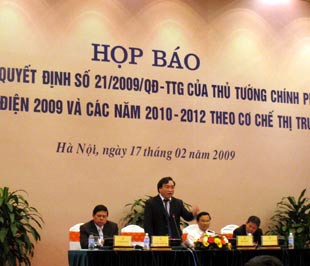 HỌP BÁO
QUYẾT ĐỊNH SỐ 21/2009/QĐ-TTG CỦA THỦ TƯỚNG CHÍNH PH
ĐIỆN 2009 VÀ CÁC NĂM 2010 - 2012 THEO CƠ CHẾ THỊ TRƯ
Hà Nội, ngày 17 tháng 02 năm 2009